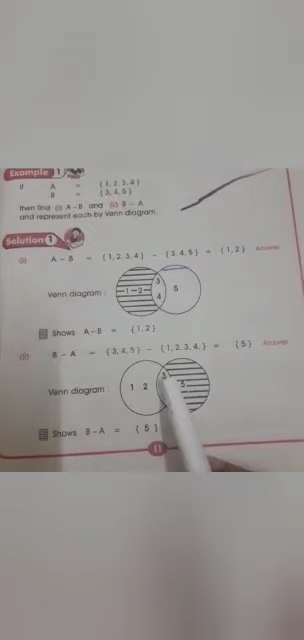 Example 1
If A = {1, 2, 3, 4}
B = {3, 4, 5}
then find (i) A – B and (ii) B – A
and represent each by Venn diagram.
Solution 1
(i) A – B = {1, 2, 3, 4} – {3, 4, 5} = {1, 2} Answer
Venn diagram : 1 2 3 4 5
Shows A – B = {1, 2}
(ii) B – A = {3, 4, 5} – {1, 2, 3, 4,} = {5} Answer
Venn diagram : 1 2 3 5
Shows B – A = {5}
11